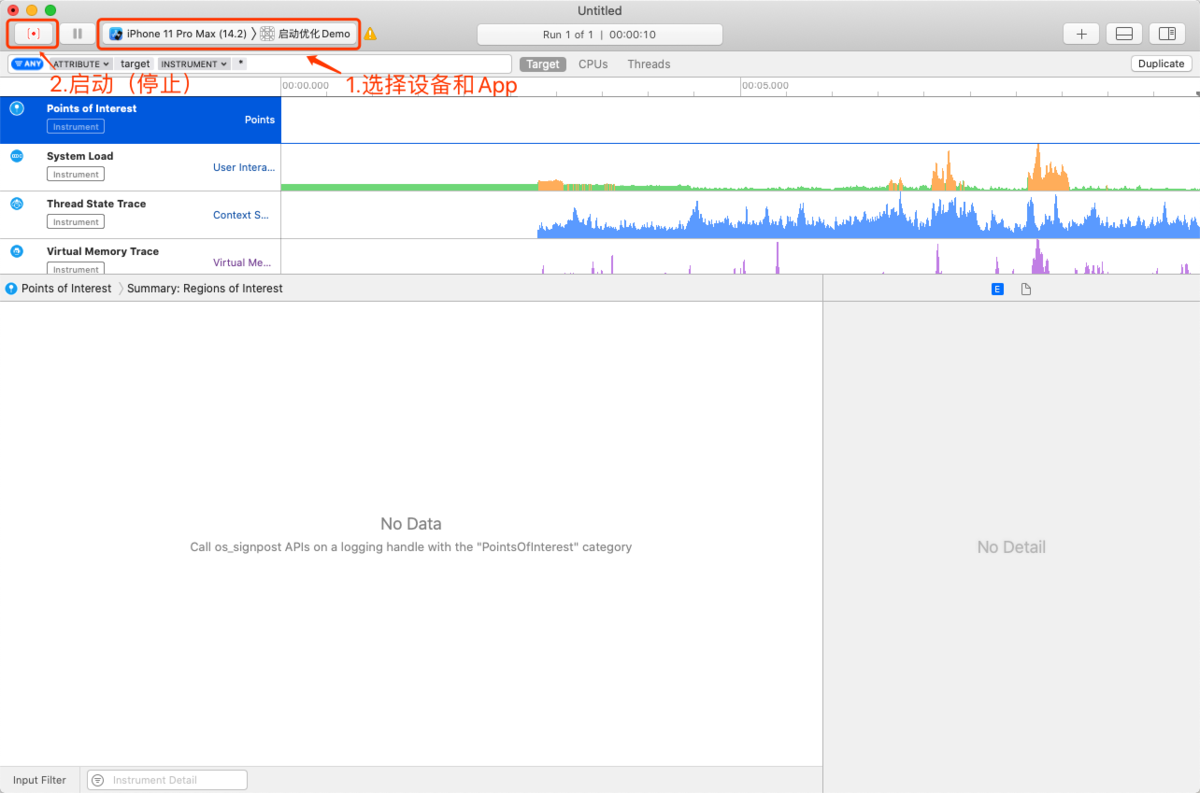 Untitled
iPhone 11 Pro Max (14.2) 〉 启动优化Demo
Run 1 of 1 | 00:00:10
ANY ATTRIBUTE target INSTRUMENT *
Target CPUs Threads
Duplicate
2.启动（停止）
1.选择设备和App
00:00.000 00:05.000
Points of Interest
Instrument
Points
System Load
Instrument
User Intera...
Thread State Trace
Instrument
Context S...
Virtual Memory Trace
Instrument
Virtual Me...
Points of Interest 〉 Summary: Regions of Interest
E
No Data
Call os_signpost APIs on a logging handle with the "PointsOfInterest" category
No Detail
Input Filter Instrument Detail